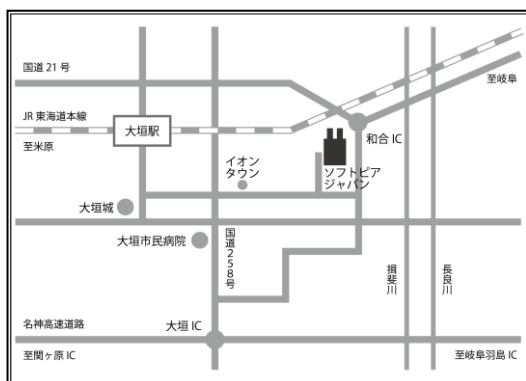 国道21号
至岐阜
JR東海道本線
大垣駅
和合IC
至米原
イオン
タウン
ソフトピア
ジャパン
大垣城
大垣市民病院
国道258号
揖斐川
長良川
名神高速道路
大垣IC
至関ヶ原IC
至岐阜羽島IC